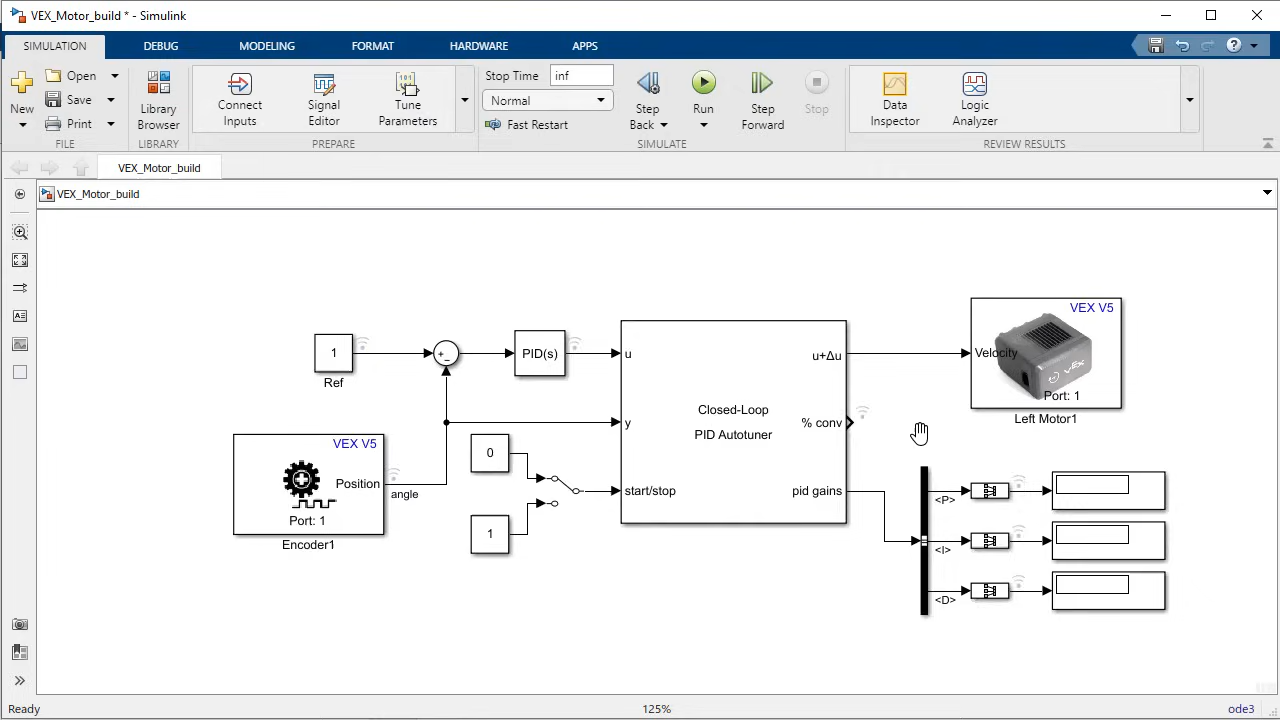 VEX_Motor_build * - Simulink
SIMULATION DEBUG MODELING FORMAT HARDWARE APPS
New
Open
Save
Print
FILE
Library
Browser
LIBRARY
Connect
Inputs
Signal
Editor
Tune
Parameters
PREPARE
Stop Time inf
Normal
Fast Restart
Step
Back
Run
Step
Forward
Stop
SIMULATE
Data
Inspector
Logic
Analyzer
REVIEW RESULTS
VEX_Motor_build
VEX_Motor_build
1
Ref
+
-
PID(s)
u
y
start/stop
Closed-Loop
PID Autotuner
u+Δu
% conv
pid gains
VEX V5
Velocity
VEX
Port: 1
Left Motor1
VEX V5
Position
Port: 1
Encoder1
angle
0
1
<P>
<I>
<D>
Ready 125% ode3